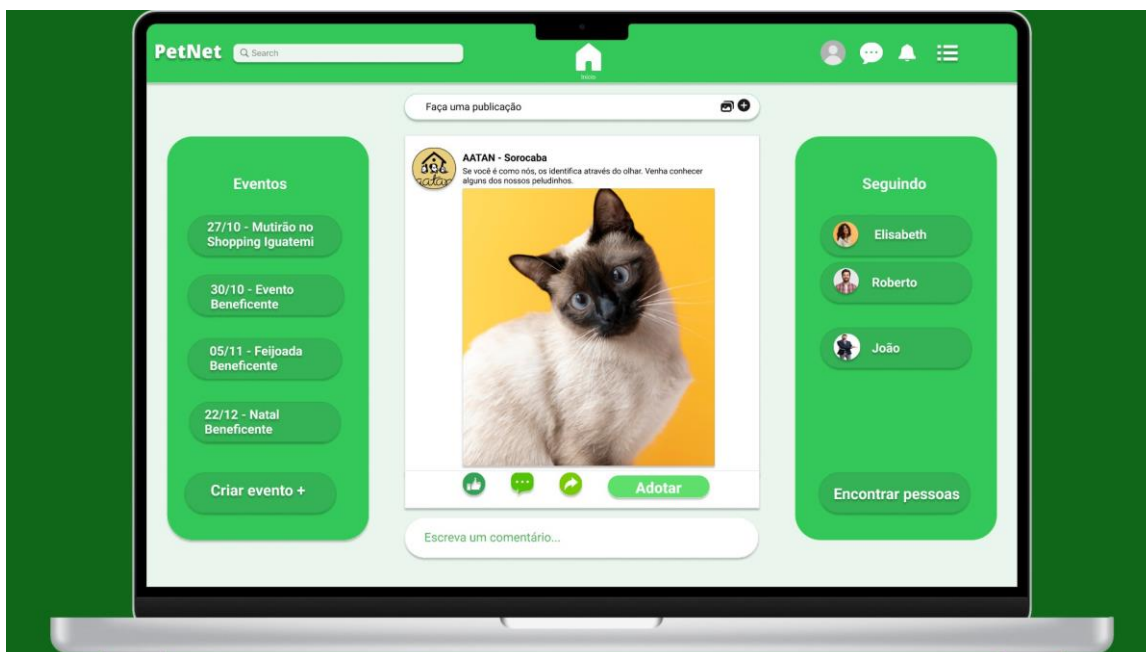 PetNet
Search
Início
Faça uma publicação
Eventos
27/10 - Mutirão no
Shopping Iguatemi
30/10 - Evento
Beneficente
05/11 - Feijoada
Beneficente
22/12 - Natal
Beneficente
Criar evento +
AATAN - Sorocaba
Se você é como nós, os identifica através do olhar. Venha conhecer
alguns dos nossos peludinhos.
Adotar
Escreva um comentário...
Seguindo
Elisabeth
Roberto
João
Encontrar pessoas